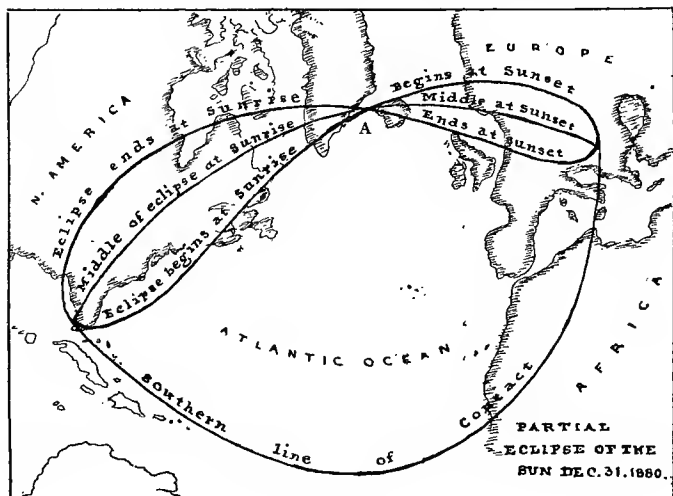 EUROPE
N. AMERICA
Eclipse ends at Sunrise
Middle of eclipse at Sunrise
Eclipse begins at Sunrise
Begins at Sunset
Middle at Sunset
Ends at sunset
A
ATLANTIC OCEAN
AFRICA
Southern line of Contact
PARTIAL
ECLIPSE OF THE
SUN DEC. 31. 1880.